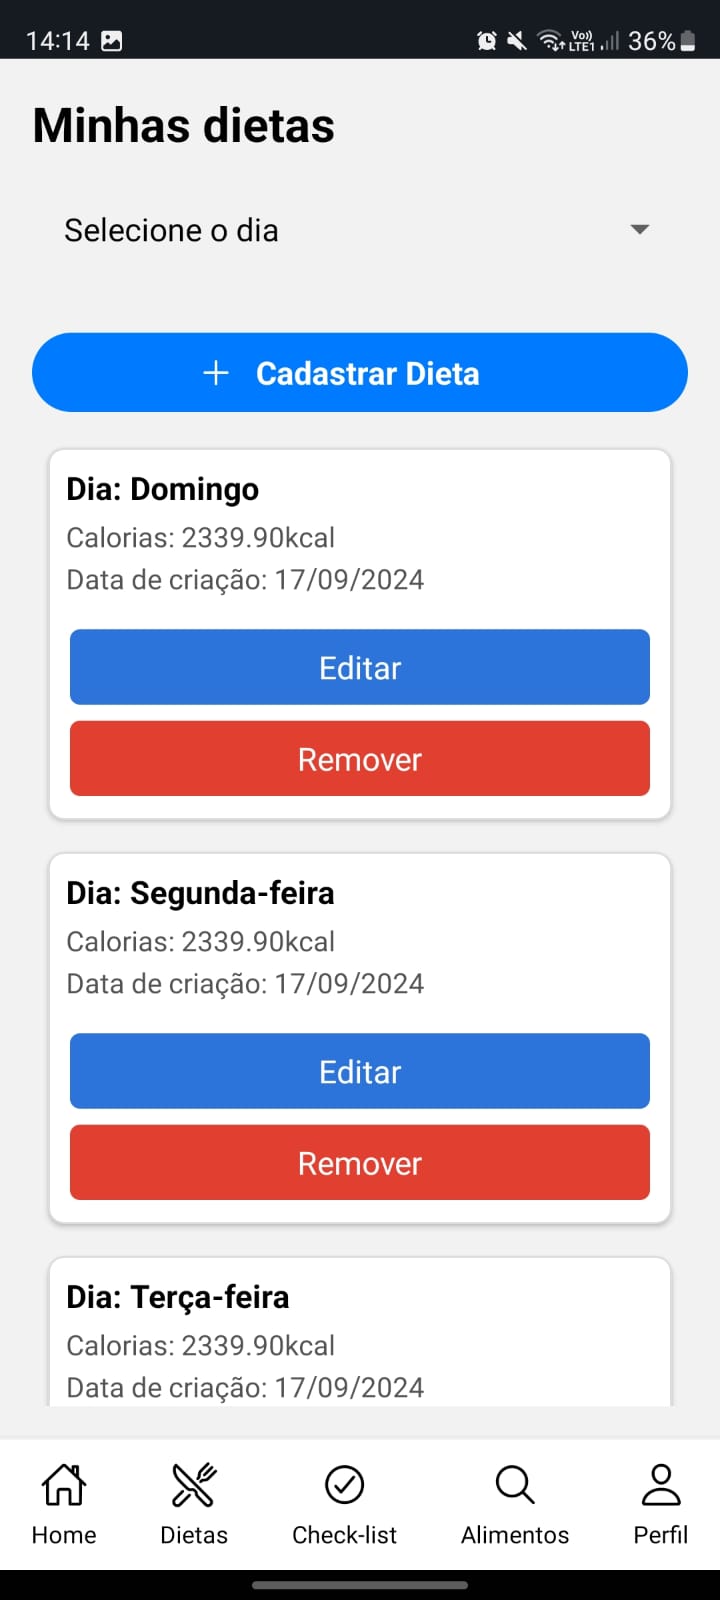 14:14
Vo)) LTE1 36%
Minhas dietas
Selecione o dia
+ Cadastrar Dieta
Dia: Domingo
Calorias: 2339.90kcal
Data de criação: 17/09/2024
Editar
Remover
Dia: Segunda-feira
Calorias: 2339.90kcal
Data de criação: 17/09/2024
Editar
Remover
Dia: Terça-feira
Calorias: 2339.90kcal
Data de criação: 17/09/2024
Home Dietas Check-list Alimentos Perfil